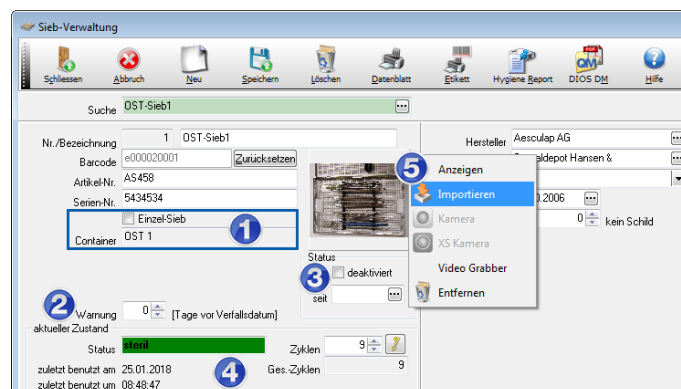 Sieb-Verwaltung
Schliessen Abbruch Neu Speichern Löschen Datenblatt Etikett Hygiene Report DIOS DM Hilfe
Suche OST-Sieb1
Nr./Bezeichnung 1 OST-Sieb1 Hersteller Aesculap AG
Barcode e000020001 Zurücksetzen 5 Anzeigen aldepot Hansen &
Artikel-Nr. AS458
Serien-Nr. 5434534 Importieren .2006
Einzel-Sieb 1 Kamera 0 kein Schild
Container OST 1 XS Kamera
Status
3 deaktiviert Video Grabber
seit Entfernen
2 Warnung 0 [Tage vor Verfallsdatum]
aktueller Zustand
Status steril Zyklen 9
zuletzt benutzt am 25.01.2018 4 Ges.-Zyklen 9
zuletzt benutzt um 08:48:47